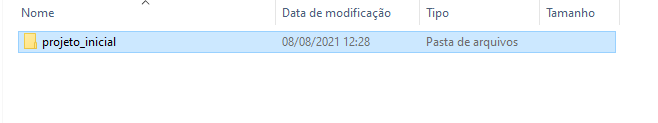 Nome Data de modificação Tipo Tamanho
projeto_inicial 08/08/2021 12:28 Pasta de arquivos